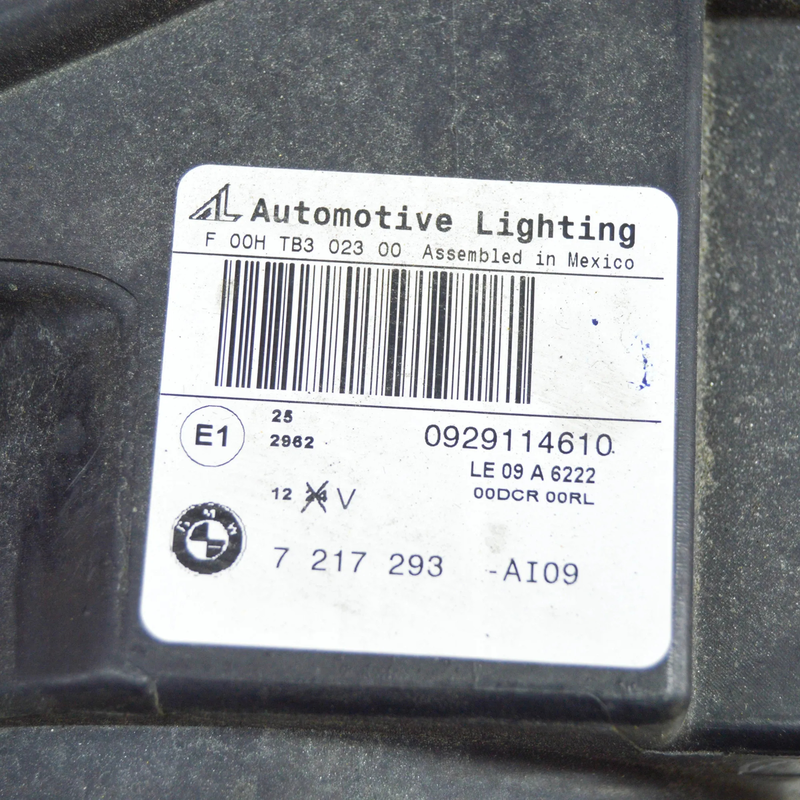 AL Automotive Lighting
F 00H TB3 023 00 Assembled in Mexico
E1
25
2962
0929114610
LE 09 A 6222
00DCR 00RL
12 24 V
BMW
7 217 293 -AI09